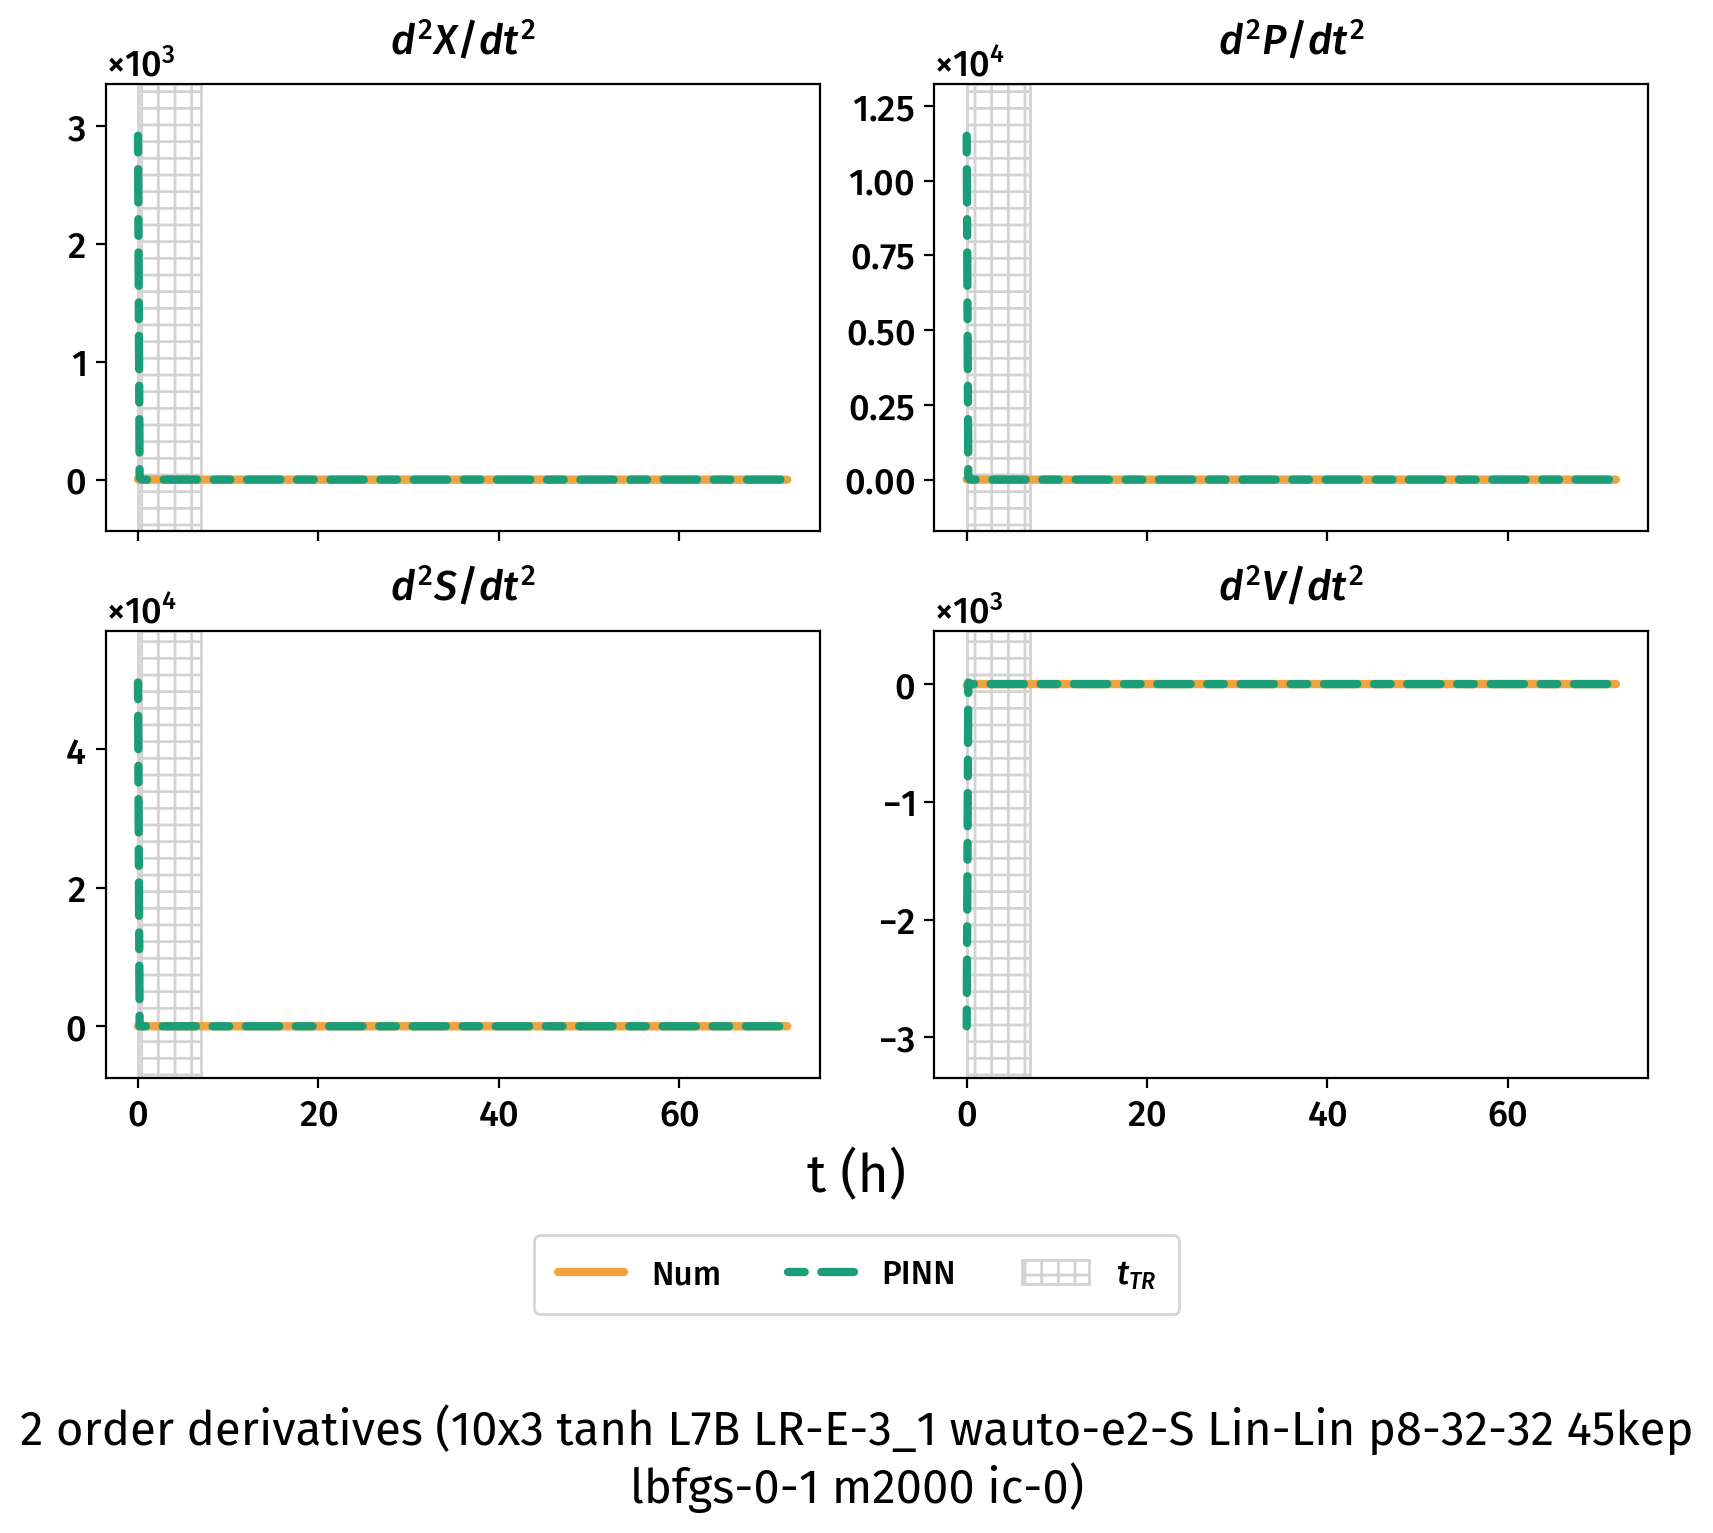 d²X/dt²
×10³
3
2
1
0
d²P/dt²
×10⁴
1.25
1.00
0.75
0.50
0.25
0.00
d²S/dt²
×10⁴
4
2
0
0 20 40 60
d²V/dt²
×10³
0
−1
−2
−3
0 20 40 60
t (h)
Num PINN t_TR
2 order derivatives (10x3 tanh L7B LR-E-3_1 wauto-e2-S Lin-Lin p8-32-32 45kep
lbfgs-0-1 m2000 ic-0)